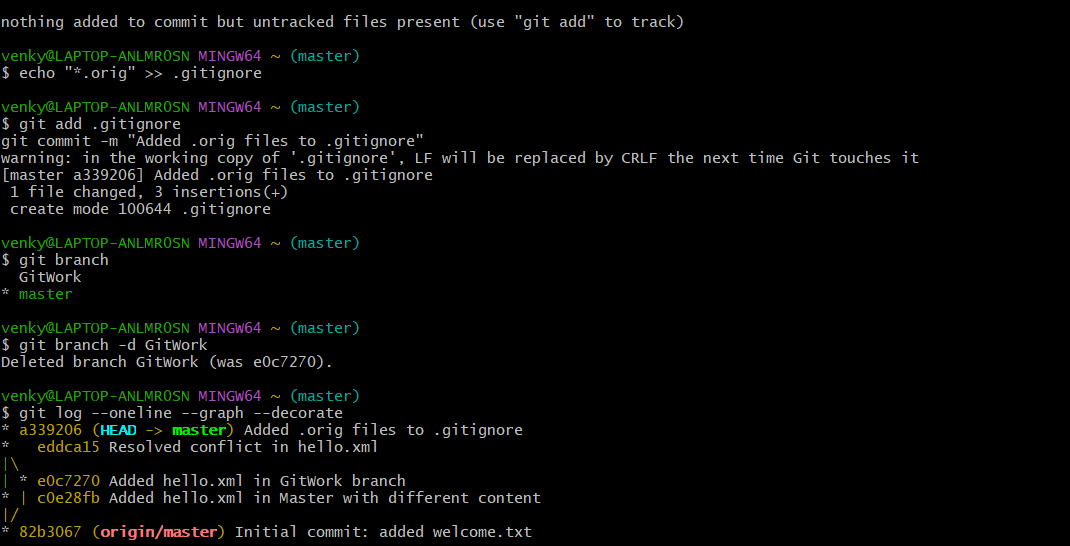 nothing added to commit but untracked files present (use "git add" to track)
venky@LAPTOP-ANLMR0SN MINGW64 ~ (master)
$ echo "*.orig" >> .gitignore
venky@LAPTOP-ANLMR0SN MINGW64 ~ (master)
$ git add .gitignore
git commit -m "Added .orig files to .gitignore"
warning: in the working copy of '.gitignore', LF will be replaced by CRLF the next time Git touches it
[master a339206] Added .orig files to .gitignore
 1 file changed, 3 insertions(+)
 create mode 100644 .gitignore
venky@LAPTOP-ANLMR0SN MINGW64 ~ (master)
$ git branch
  GitWork
* master
venky@LAPTOP-ANLMR0SN MINGW64 ~ (master)
$ git branch -d GitWork
Deleted branch GitWork (was e0c7270).
venky@LAPTOP-ANLMR0SN MINGW64 ~ (master)
$ git log --oneline --graph --decorate
* a339206 (HEAD -> master) Added .orig files to .gitignore
*   eddca15 Resolved conflict in hello.xml
|\
| * e0c7270 Added hello.xml in GitWork branch
* | c0e28fb Added hello.xml in Master with different content
|/
* 82b3067 (origin/master) Initial commit: added welcome.txt